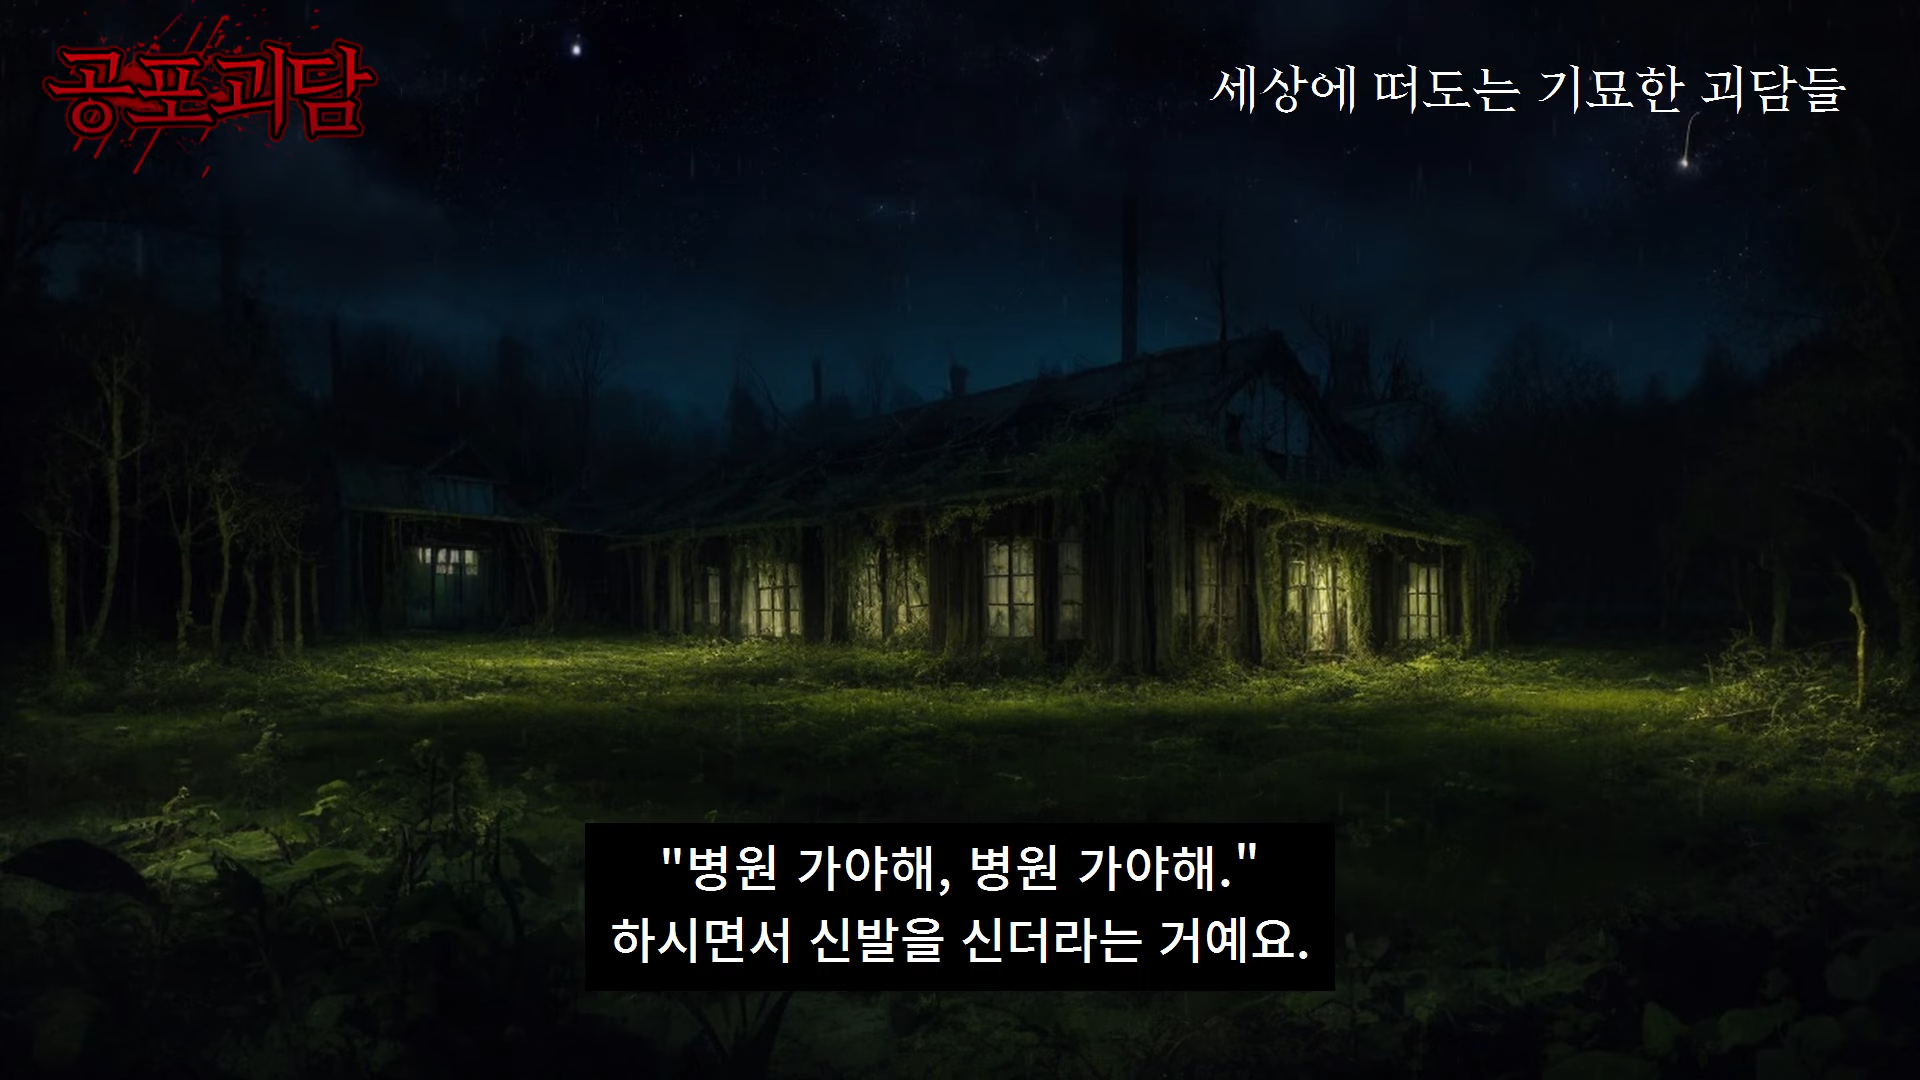 공포괴담
세상에 떠도는 기묘한 괴담들
"병원 가야해, 병원 가야해."
하시면서 신발을 신더라는 거예요.